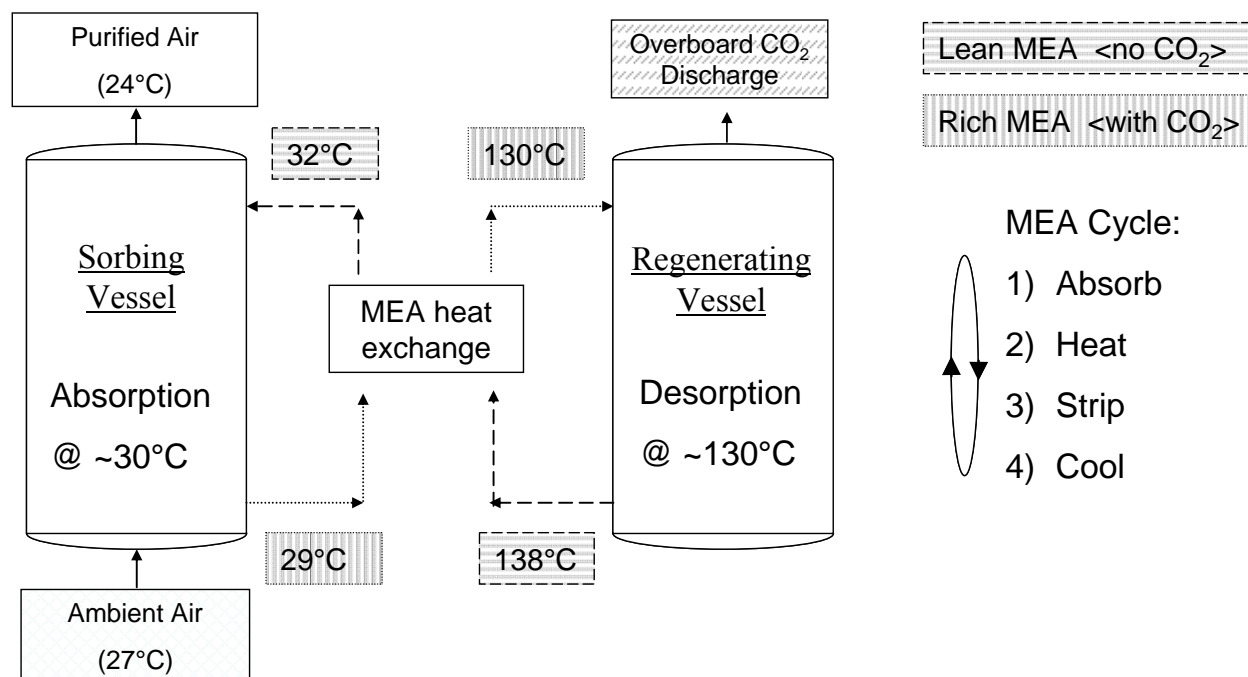 Purified Air
(24°C)
Overboard CO₂
Discharge
Lean MEA <no CO₂>
Rich MEA <with CO₂>
32°C
130°C
Sorbing
Vessel
Absorption
@ ~30°C
MEA heat
exchange
Regenerating
Vessel
Desorption
@ ~130°C
MEA Cycle:
1) Absorb
2) Heat
3) Strip
4) Cool
29°C
138°C
Ambient Air
(27°C)